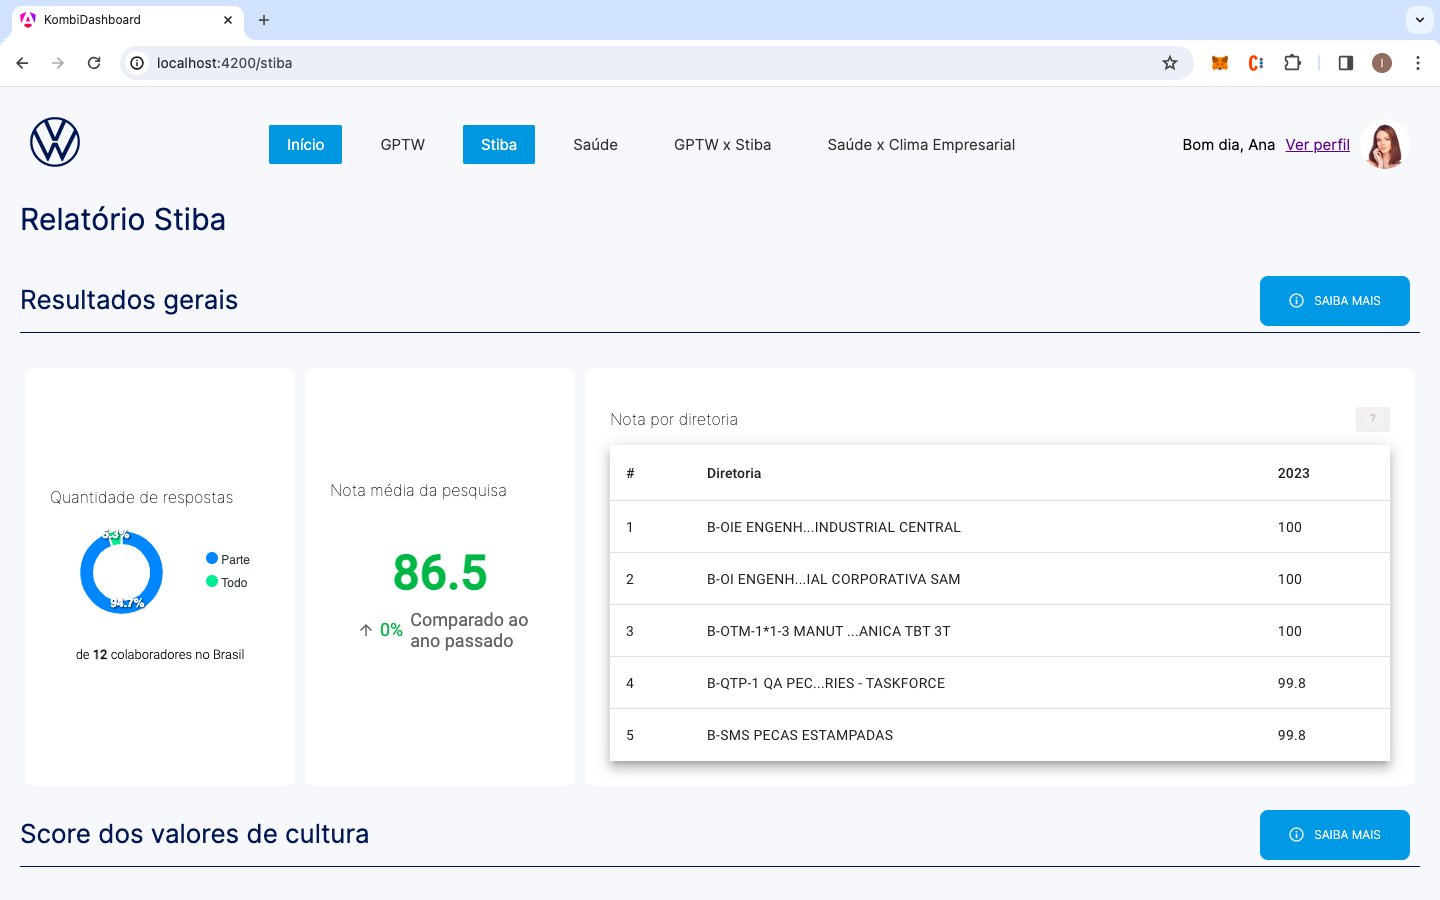 KombiDashboard
localhost:4200/stiba
I
Início
GPTW
Stiba
Saúde
GPTW x Stiba
Saúde x Clima Empresarial
Bom dia, Ana
Ver perfil
Relatório Stiba
Resultados gerais
SAIBA MAIS
Quantidade de respostas
5.3%
94.7%
Parte
Todo
de 12 colaboradores no Brasil
Nota média da pesquisa
86.5
0%
Comparado ao
ano passado
Nota por diretoria
?
# Diretoria 2023
1 B-OIE ENGENH...INDUSTRIAL CENTRAL 100
2 B-OI ENGENH...IAL CORPORATIVA SAM 100
3 B-OTM-1*1-3 MANUT ...ANICA TBT 3T 100
4 B-QTP-1 QA PEC...RIES - TASKFORCE 99.8
5 B-SMS PECAS ESTAMPADAS 99.8
Score dos valores de cultura
SAIBA MAIS